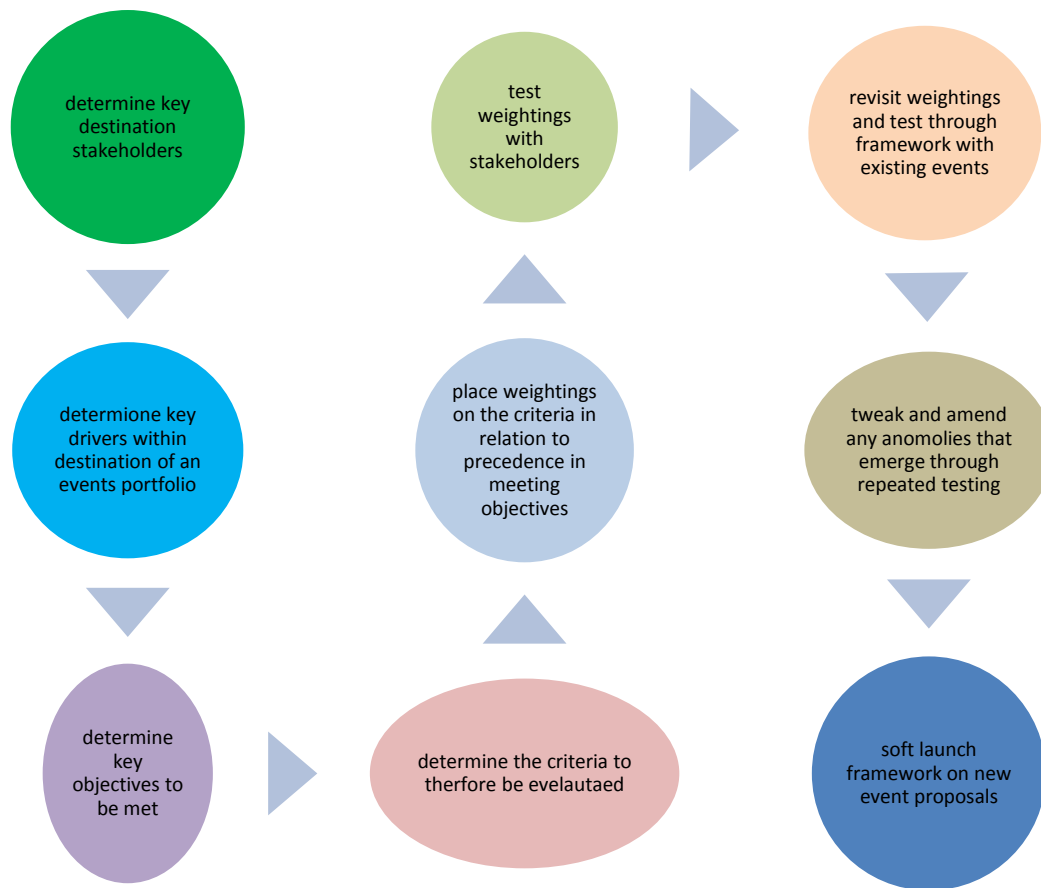 determine key
destination
stakeholders
determione key
drivers within
destination of an
events portfolio
determine
key
objectives to
be met
determine the criteria to
therfore be evelautaed
place weightings
on the criteria in
relation to
precedence in
meeting
objectives
test
weightings
with
stakeholders
revisit weightings
and test through
framework with
existing events
tweak and amend
any anomolies that
emerge through
repeated testing
soft launch
framework on new
event proposals